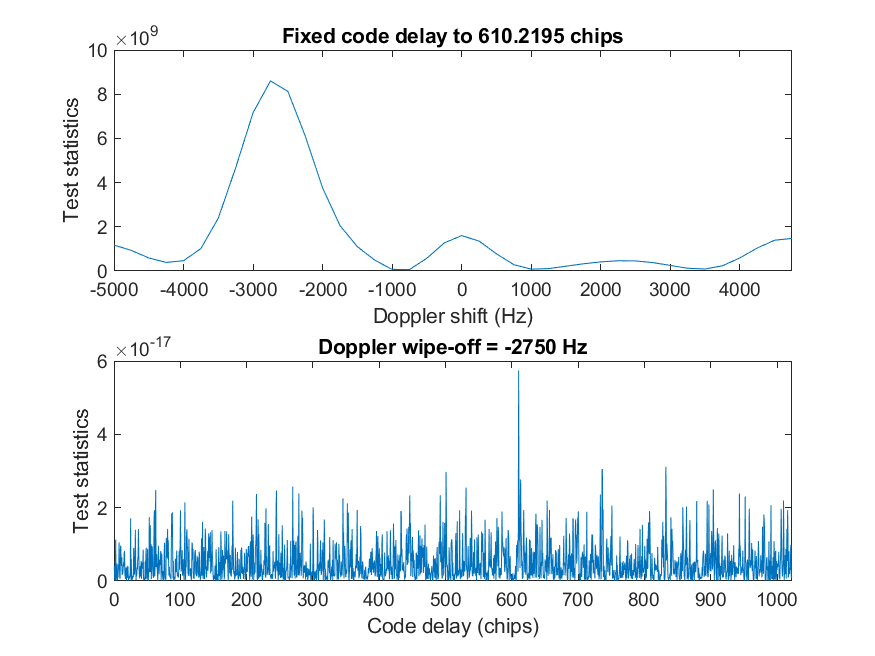 ×10^9
Fixed code delay to 610.2195 chips
10
8
6
4
2
0
Test statistics
-5000 -4000 -3000 -2000 -1000 0 1000 2000 3000 4000
Doppler shift (Hz)
×10^-17
Doppler wipe-off = -2750 Hz
6
4
2
0
Test statistics
0 100 200 300 400 500 600 700 800 900 1000
Code delay (chips)